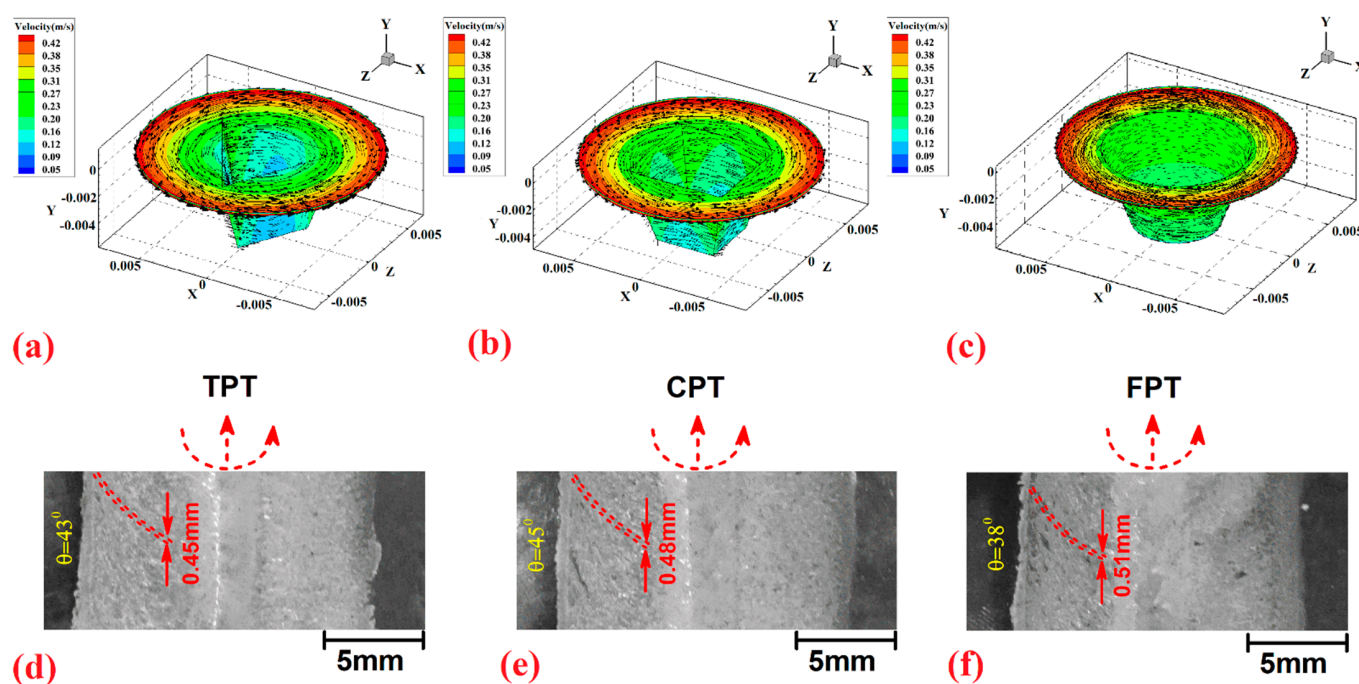 Velocity(m/s)
0.42
0.38
0.35
0.31
0.27
0.23
0.20
0.16
0.12
0.09
0.05
Y
Z
X
0
Y -0.002
-0.004
0.005
0
X
-0.005
0.005
0
Z
-0.005
(a)
Velocity(m/s)
0.42
0.38
0.35
0.31
0.27
0.23
0.20
0.16
0.12
0.09
0.05
Y
Z
X
0
-0.002
Y
-0.004
0.005
0
X
-0.005
0.005
0
Z
-0.005
(b)
Velocity(m/s)
0.42
0.38
0.35
0.31
0.27
0.23
0.20
0.16
0.12
0.09
0.05
Y
Z
X
0
-0.002
Y
-0.004
0.005
0
X
-0.005
0.005
0
Z
-0.005
(c)
TPT
θ=43⁰
0.45mm
5mm
(d)
CPT
θ=45⁰
0.48mm
5mm
(e)
FPT
θ=38⁰
0.51mm
5mm
(f)